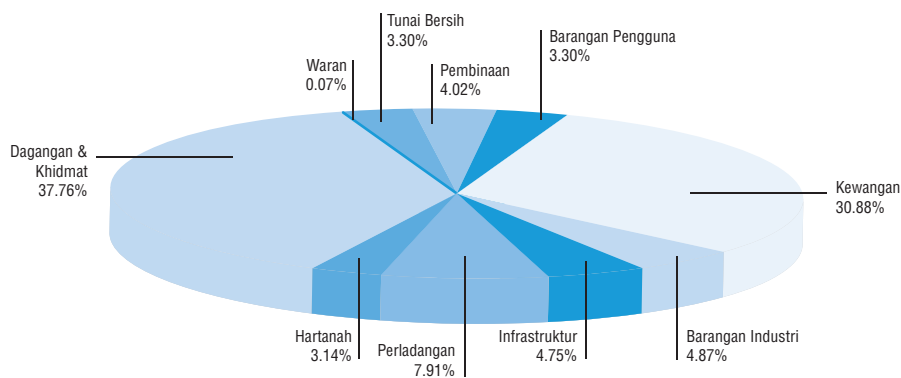 Tunai Bersih
3.30%
Barangan Pengguna
3.30%
Waran
0.07%
Pembinaan
4.02%
Dagangan &
Khidmat
37.76%
Kewangan
30.88%
Hartanah
3.14%
Perladangan
7.91%
Infrastruktur
4.75%
Barangan Industri
4.87%